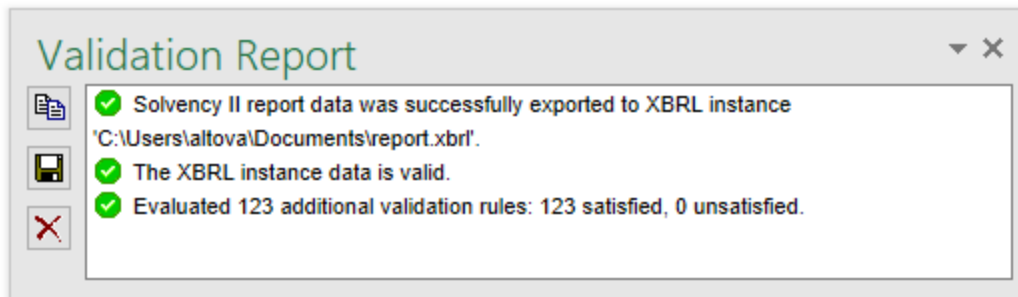 Validation Report
Solvency II report data was successfully exported to XBRL instance
'C:\Users\altova\Documents\report.xbrl'.
The XBRL instance data is valid.
Evaluated 123 additional validation rules: 123 satisfied, 0 unsatisfied.